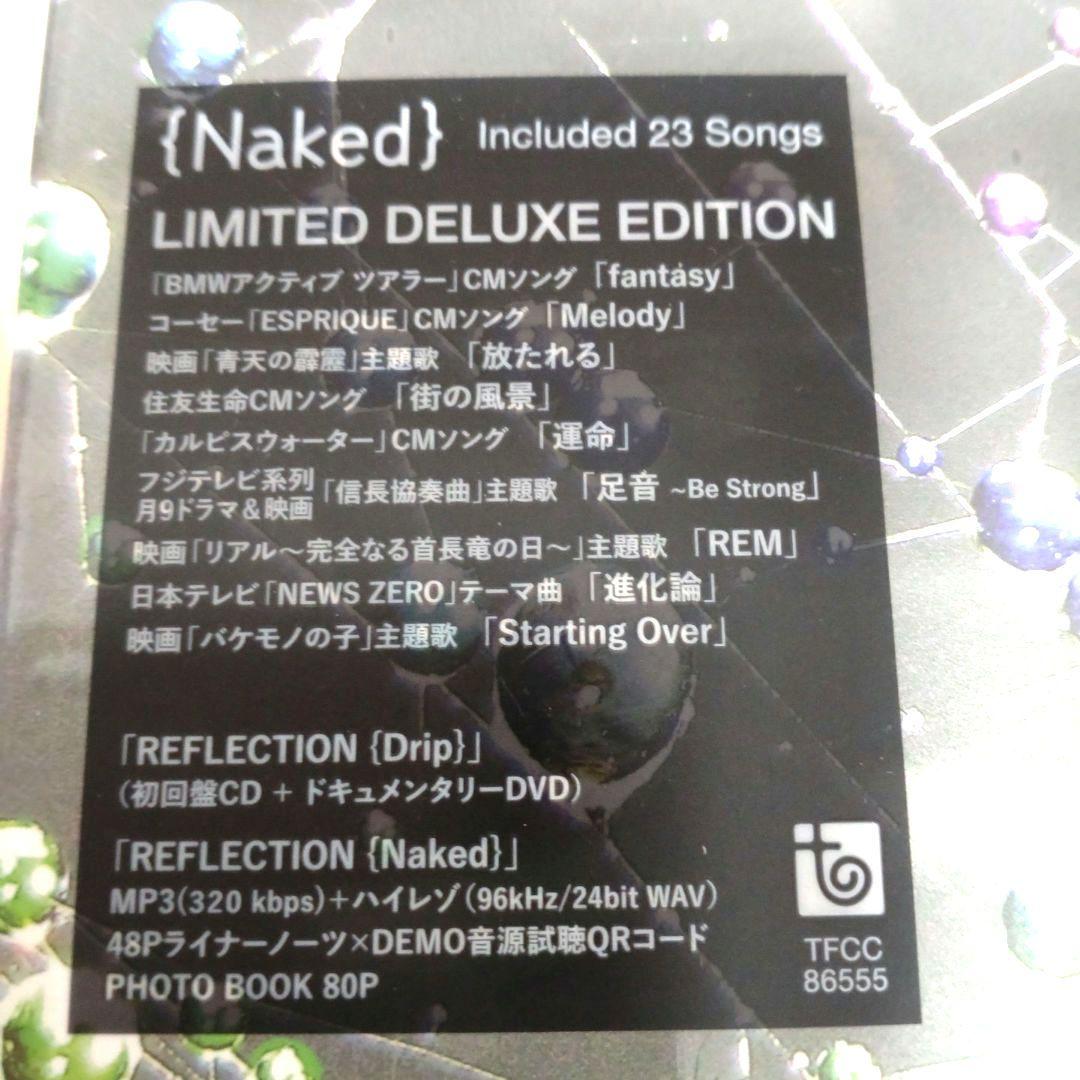 {Naked} Included 23 Songs
LIMITED DELUXE EDITION
「BMWアクティブ ツアラー」CMソング 「fantasy」
コーセー「ESPRIQUE」CMソング 「Melody」
映画「青天の霹靂」主題歌 「放たれる」
住友生命CMソング 「街の風景」
「カルピスウォーター」CMソング 「運命」
フジテレビ系列
月9ドラマ&映画「信長協奏曲」主題歌 「足音 ~Be Strong」
映画「リアル〜完全なる首長竜の日〜」主題歌 「REM」
日本テレビ「NEWS ZERO」テーマ曲 「進化論」
映画「バケモノの子」主題歌 「Starting Over」
「REFLECTION {Drip}」
(初回盤CD + ドキュメンタリーDVD)
「REFLECTION {Naked}」
MP3(320 kbps)+ハイレゾ(96kHz/24bit WAV)
48Pライナーノーツ×DEMO音源試聴QRコード
PHOTO BOOK 80P
TFCC
86555